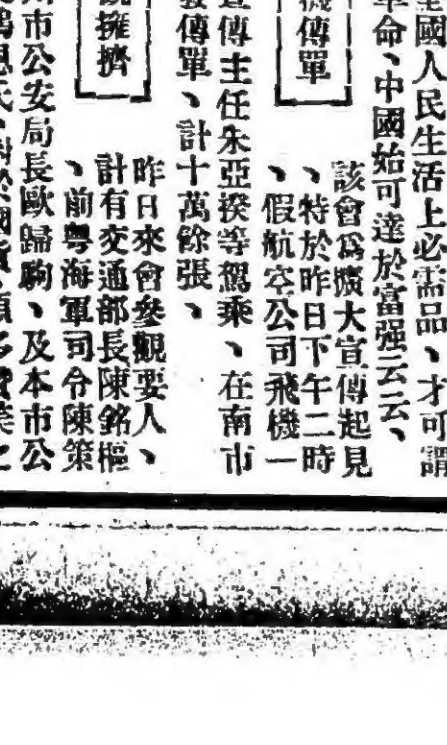 國人民生活上必需品、才可謂
革命、中國始可達於富强云云、
機傳單
該會爲擴大宣傳起見
、特於昨日下午二時
、假航空公司飛機一
宣傳主任朱亞揆等駕乘、在南市
發傳單、計十萬餘張、
擁擠
昨日來會參觀要人、
計有交通部長陳銘樞
、前粤海軍司令陳策
市公安局長歐歸駒、及本市公